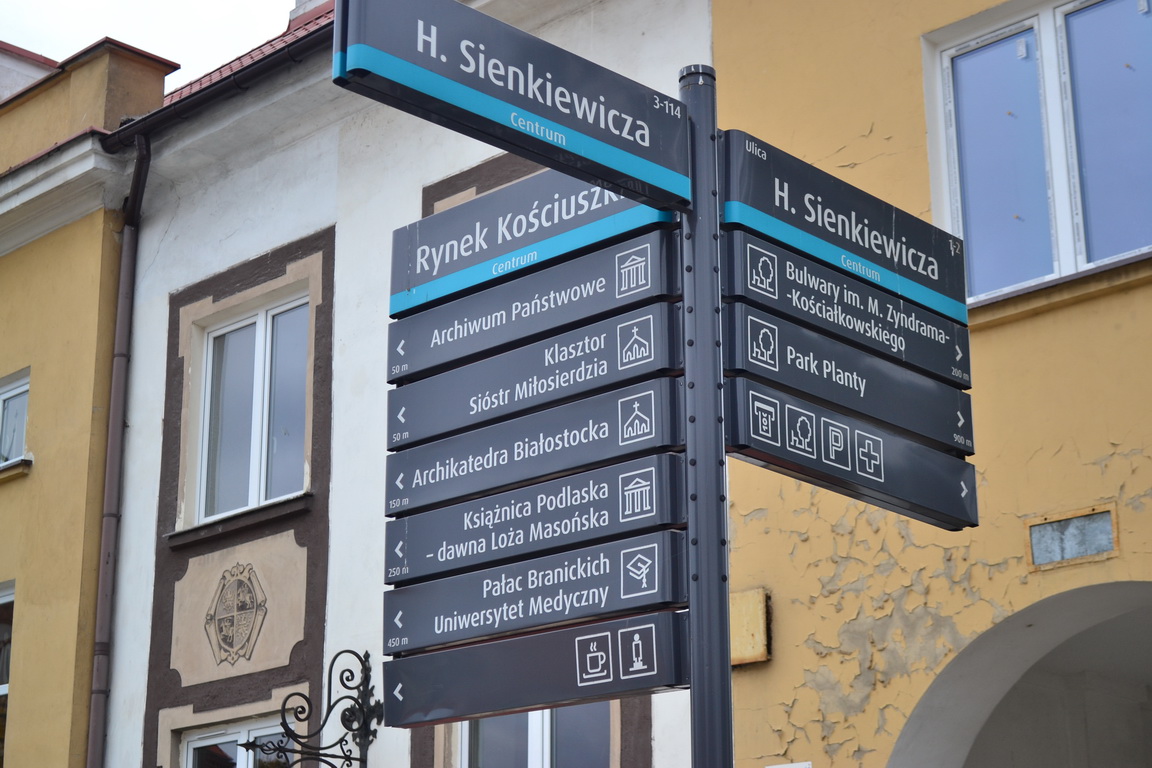 H. Sienkiewicza
3-114
Centrum
Rynek Kościuszki
Centrum
Archiwum Państwowe
50 m
Klasztor
Sióstr Miłosierdzia
50 m
Archikatedra Białostocka
150 m
Książnica Podlaska
– dawna Loża Masońska
250 m
Pałac Branickich
Uniwersytet Medyczny
450 m
Ulica
H. Sienkiewicza
1-2
Centrum
Bulwary im. M. Zyndrama-
-Kościałkowskiego
200 m
Park Planty
900 m
P